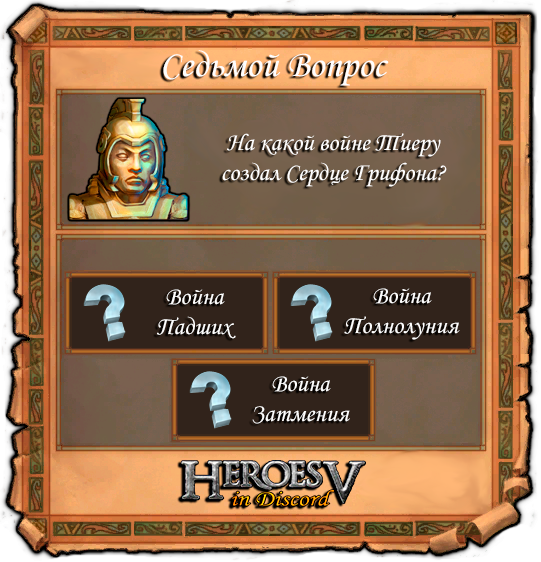 Седьмой Вопрос
На какой войне Тиеру
создал Сердце Грифона?
Война
Падших
Война
Полнолуния
Война
Затмения
HEROES V
in Discord